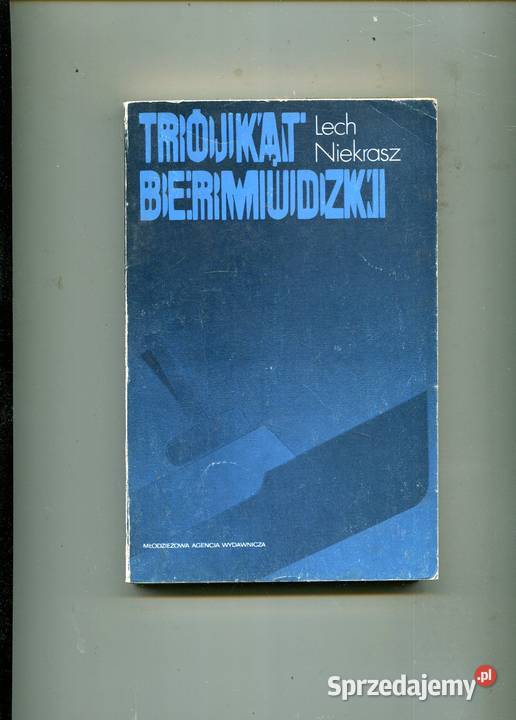 TRÓJKĄT
BERMUDZKI
Lech
Niekrasz
MŁODZIEŻOWA AGENCJA WYDAWNICZA
Sprzedajemy.pl